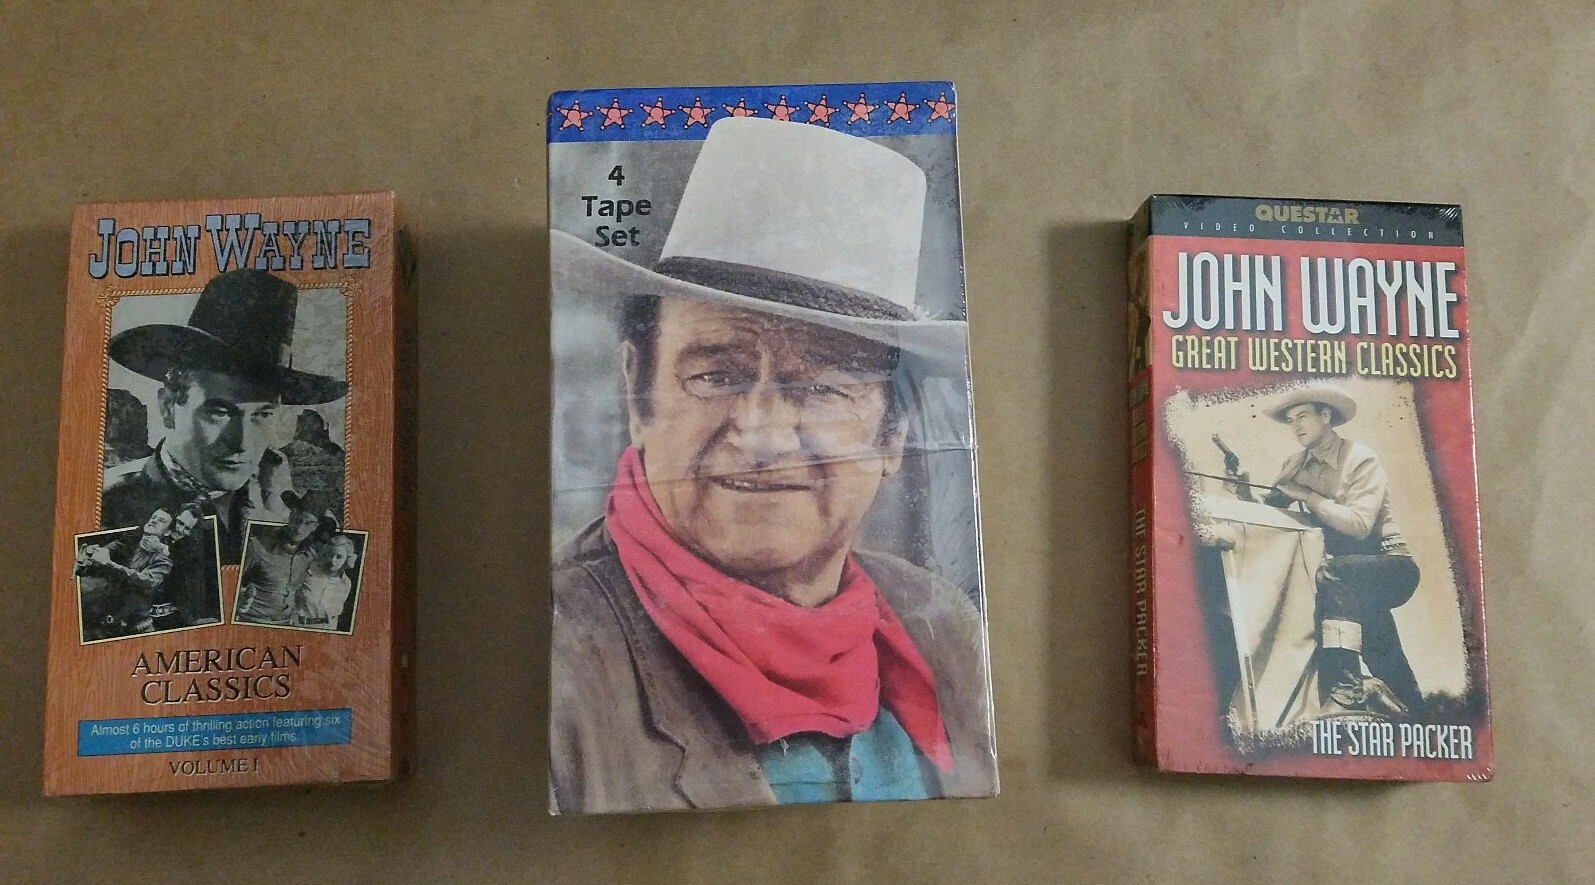 JOHN WAYNE
AMERICAN
CLASSICS
Almost 6 hours of thrilling action featuring six
of the DUKE's best early films
VOLUME I
4
Tape
Set
QUESTAR
VIDEO COLLECTION
JOHN WAYNE
GREAT WESTERN CLASSICS
THE STAR PACKER
THE STAR PACKER